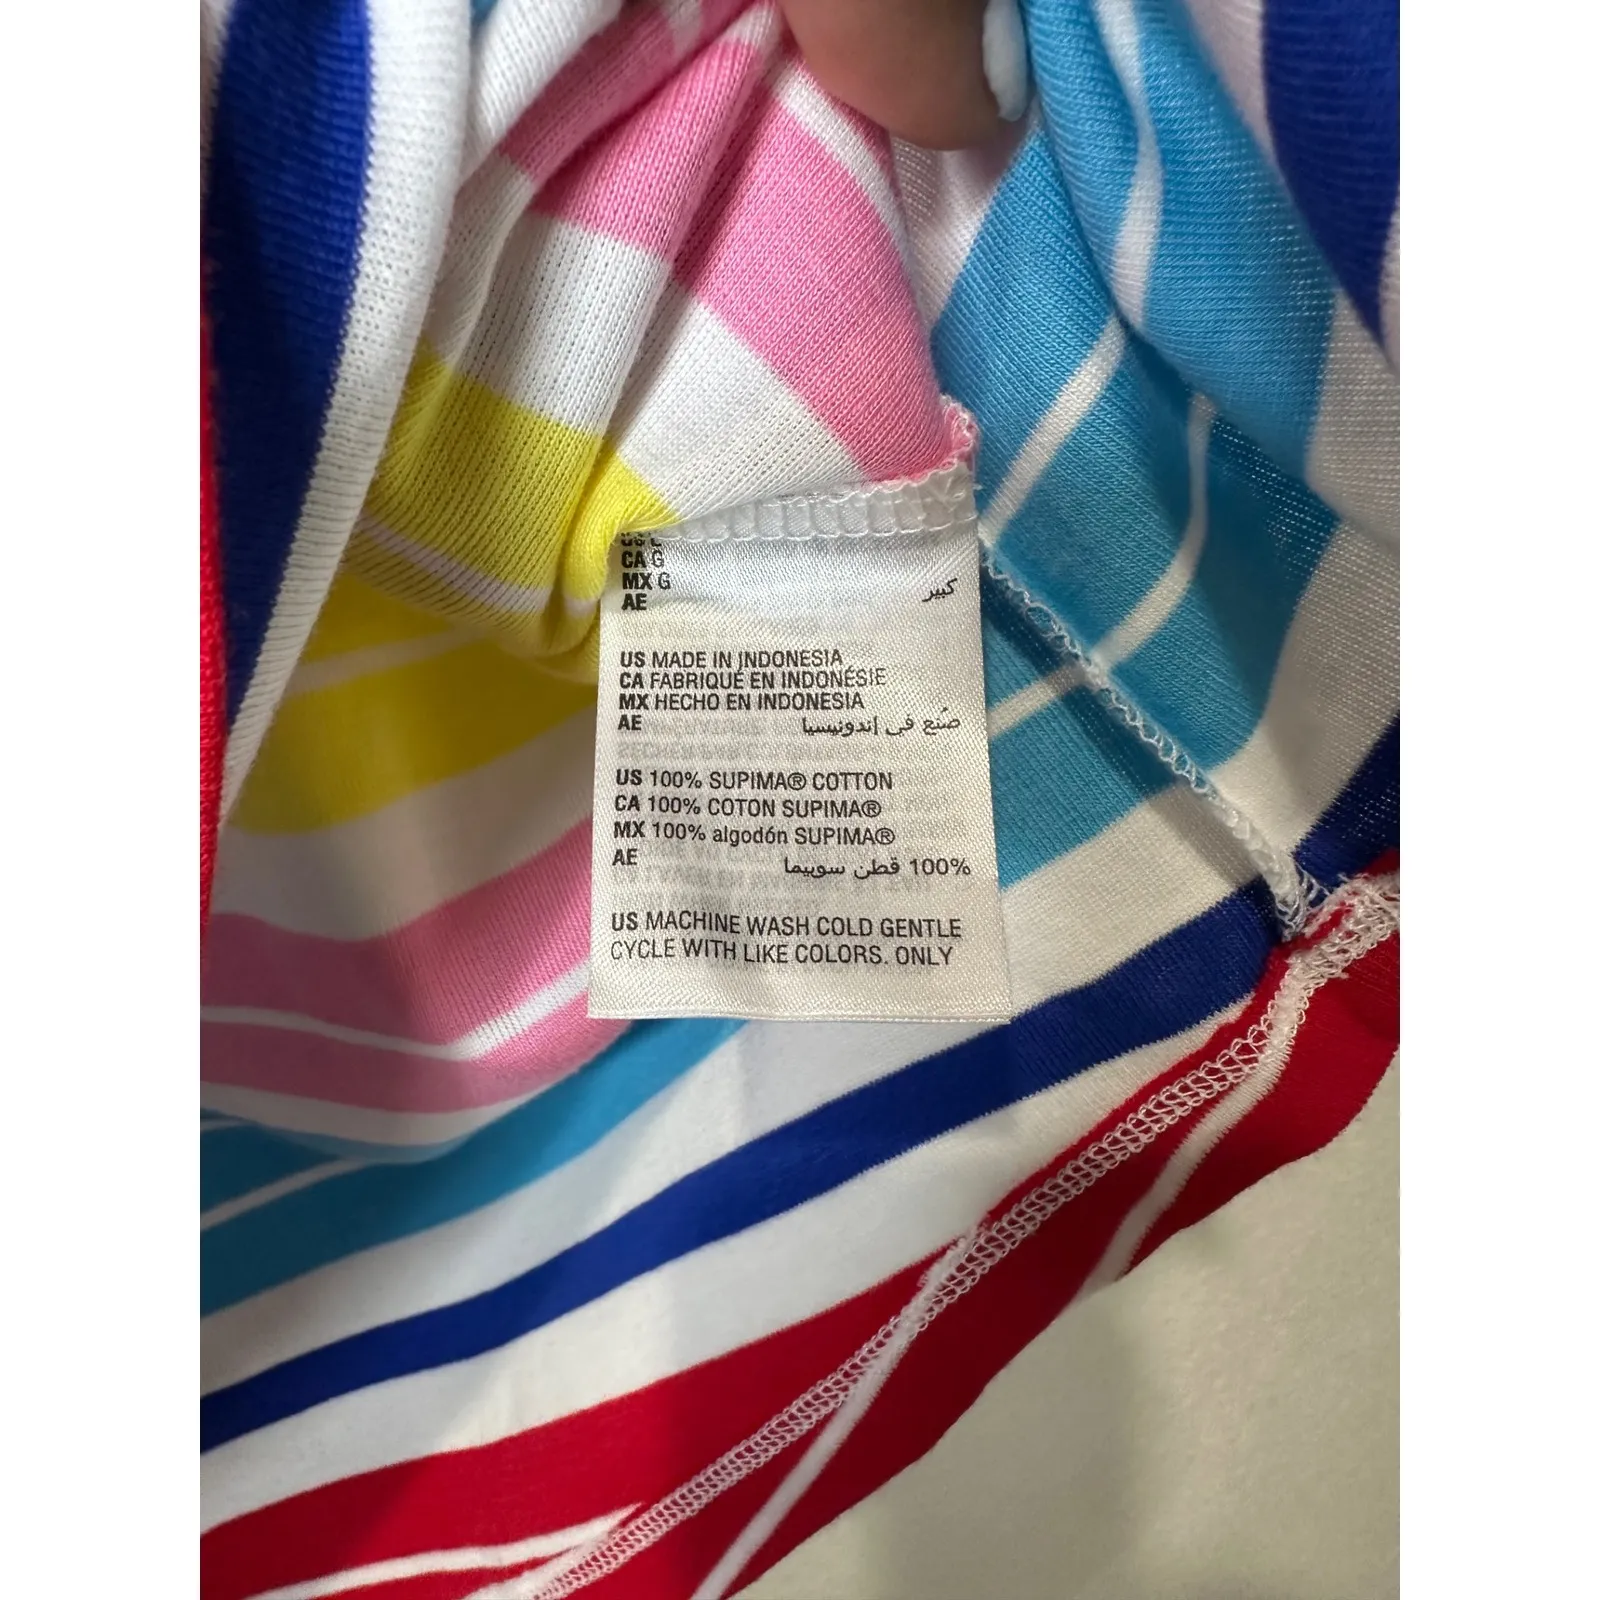 CA G
MX G
AE كبير
US MADE IN INDONESIA
CA FABRIQUÉ EN INDONÉSIE
MX HECHO EN INDONESIA
AE صُنع في إندونيسيا
US 100% SUPIMA® COTTON
CA 100% COTON SUPIMA®
MX 100% algodón SUPIMA®
AE 100% قطن سوبيما
US MACHINE WASH COLD GENTLE
CYCLE WITH LIKE COLORS. ONLY